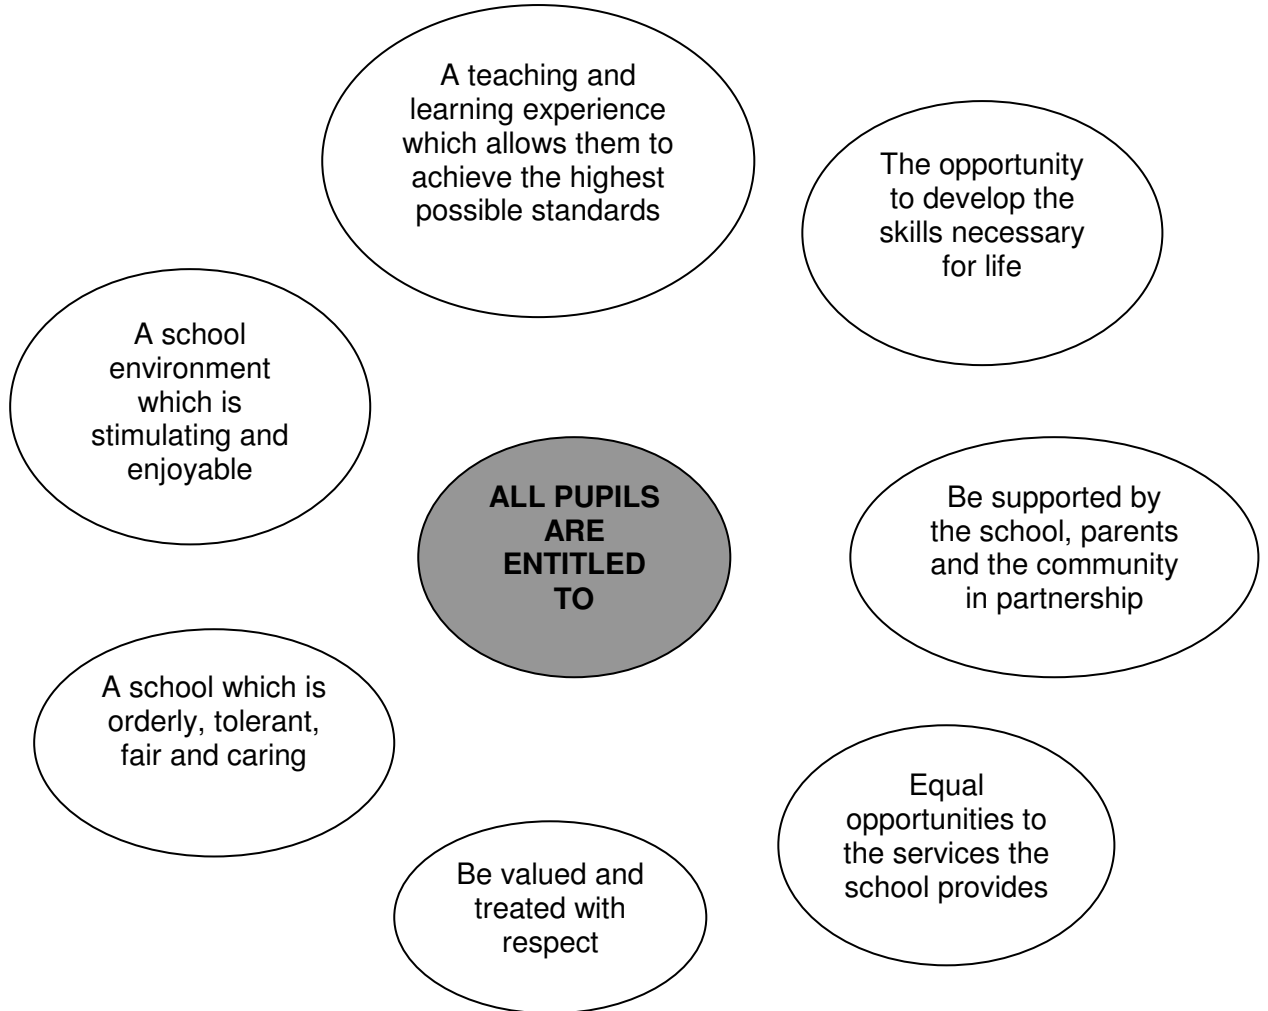 A teaching and
learning experience
which allows them to
achieve the highest
possible standards
The opportunity
to develop the
skills necessary
for life
A school
environment
which is
stimulating and
enjoyable
ALL PUPILS
ARE
ENTITLED
TO
Be supported by
the school, parents
and the community
in partnership
A school which is
orderly, tolerant,
fair and caring
Equal
opportunities to
the services the
school provides
Be valued and
treated with
respect